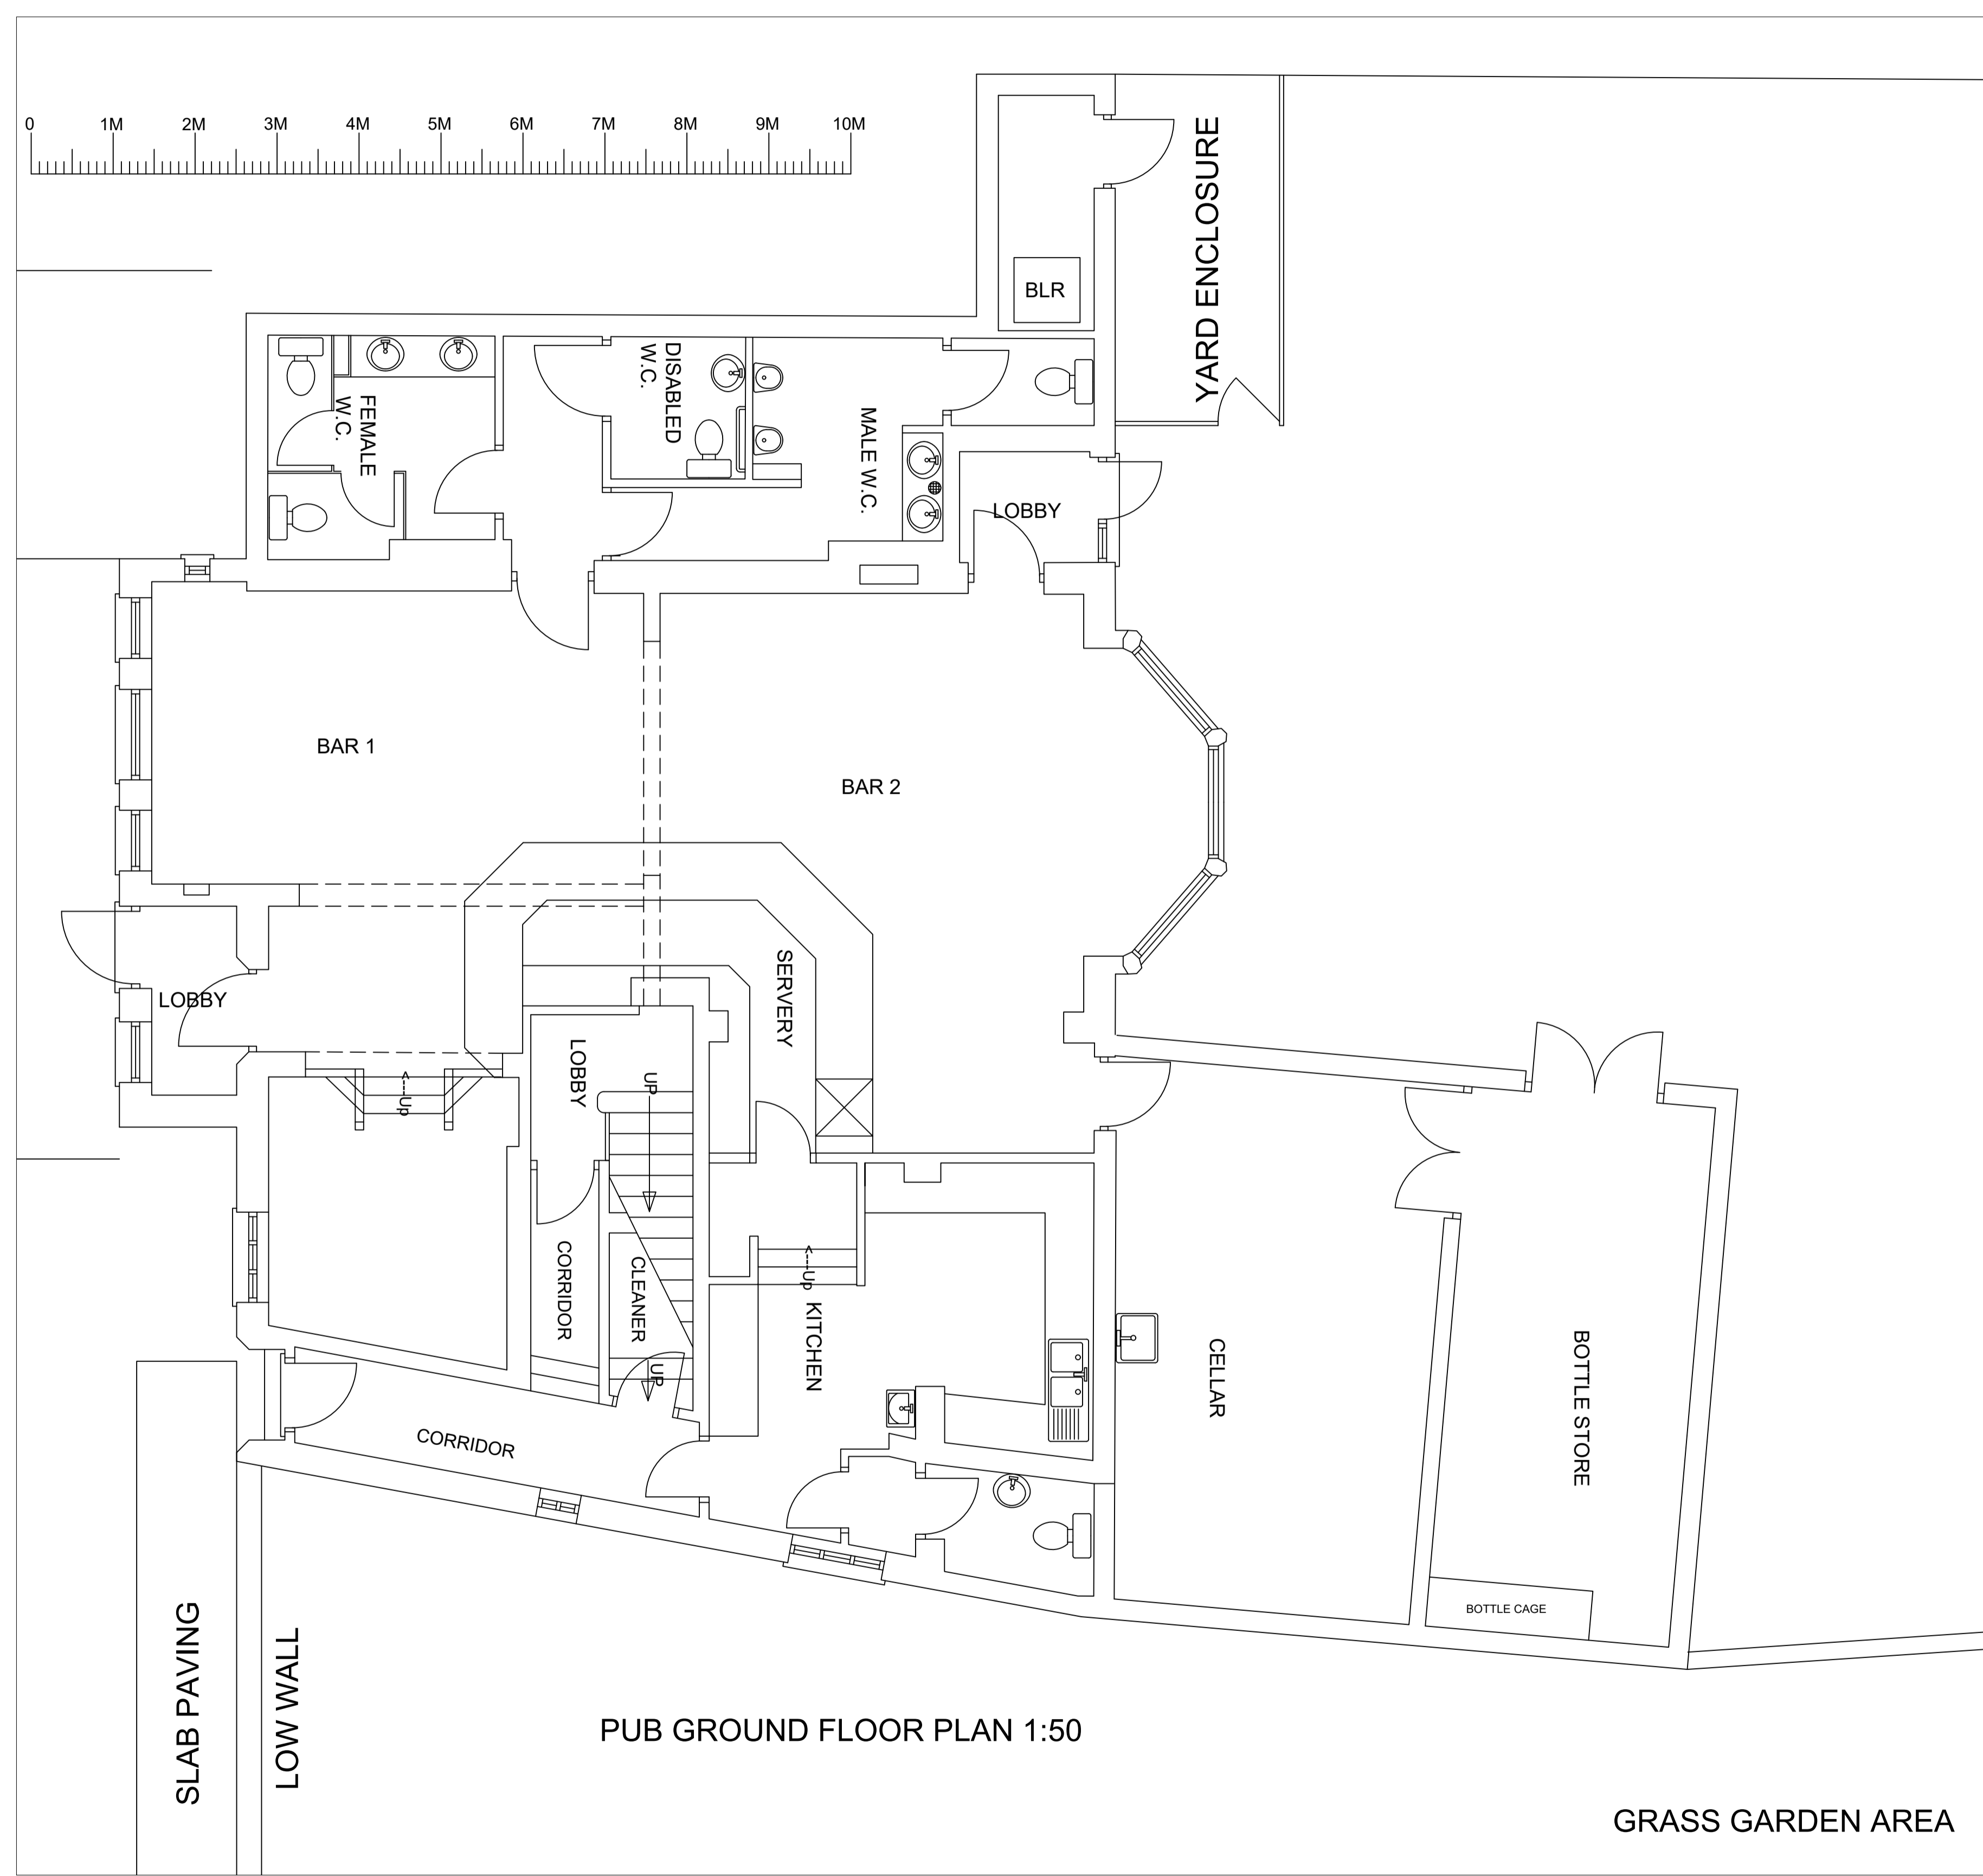 0 1M 2M 3M 4M 5M 6M 7M 8M 9M 10M
YARD ENCLOSURE
BLR
FEMALE
W.C.
DISABLED
W.C.
MALE W.C.
LOBBY
BAR 1
BAR 2
SERVERY
LOBBY
LOBBY
UP
<---Up
CORRIDOR
CLEANER
UP
<---Up
KITCHEN
CELLAR
BOTTLE STORE
CORRIDOR
BOTTLE CAGE
SLAB PAVING
LOW WALL
PUB GROUND FLOOR PLAN 1:50
GRASS GARDEN AREA